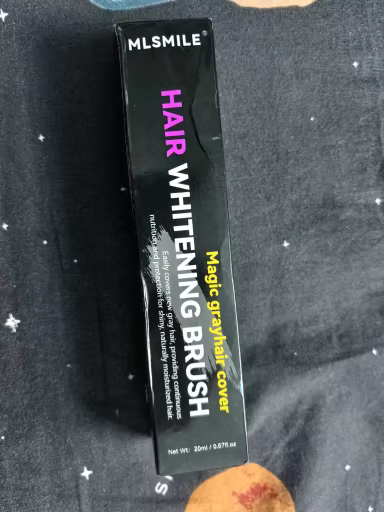 MLSMILE®
HAIR WHITENING BRUSH
Magic grayhair cover
Easily covers new gray hair, providing continuous
nutrition and protection for shiny, naturally moisturized hair.
Net Wt: 20ml / 0.67fl.oz